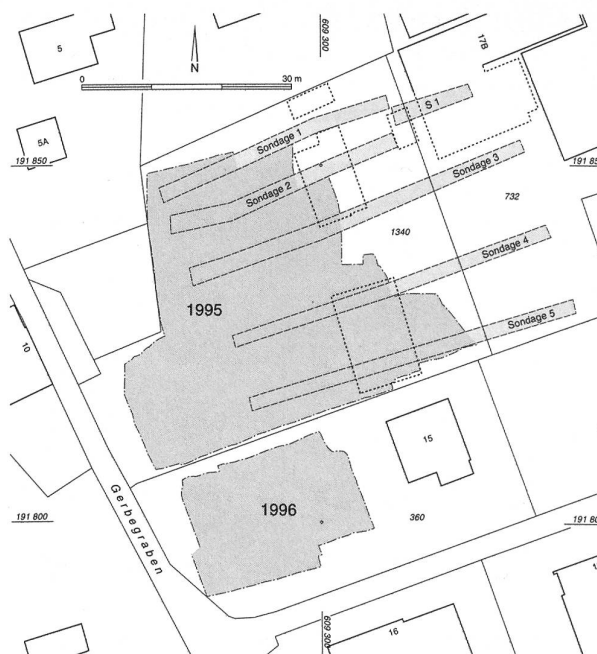 5
609 300
17B
N
0
30 m
5A
S 1
Sondage 1
191 850
191 85
Sondage 2
Sondage 3
732
1340
Sondage 4
1995
Sondage 5
10
15
Gerbegraben
1996
191 800
360
191 80
609 300
16
1